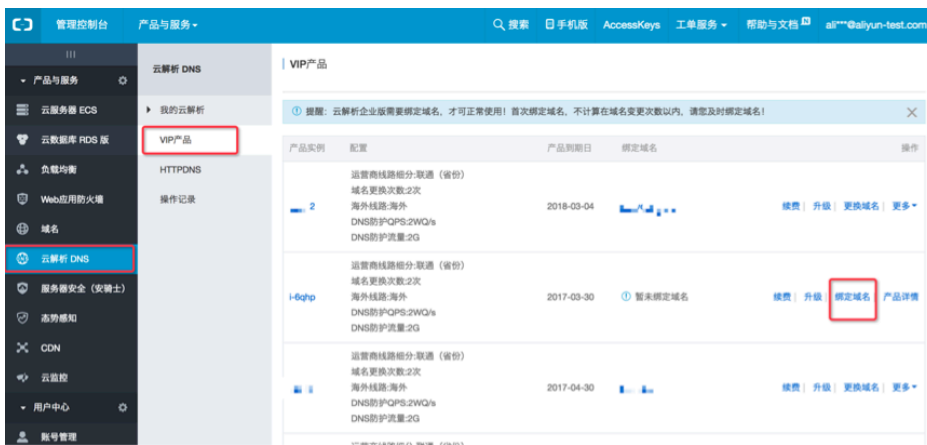 管理控制台 产品与服务 搜索 手机版 AccessKeys 工单服务 帮助与文档 ali***@aliyun-test.com
产品与服务
云服务器 ECS
云数据库 RDS 版
负载均衡
Web应用防火墙
域名
云解析 DNS
服务器安全（安骑士）
态势感知
CDN
云监控
用户中心
账号管理
云解析 DNS
我的云解析
VIP产品
HTTPDNS
操作记录
VIP产品
提醒：云解析企业版需要绑定域名，才可正常使用！首次绑定域名，不计算在域名变更次数以内，请您及时绑定域名！
产品实例 配置 产品到期日 绑定域名 操作
运营商线路细分:联通（省份）
域名更换次数:2次
2 海外线路:海外 2018-03-04 续费 升级 更换域名 更多
DNS防护QPS:2WQ/s
DNS防护流量:2G
运营商线路细分:联通（省份）
域名更换次数:2次
i-6qhp 海外线路:海外 2017-03-30 暂未绑定域名 续费 升级 绑定域名 产品详情
DNS防护QPS:2WQ/s
DNS防护流量:2G
运营商线路细分:联通（省份）
域名更换次数:2次
海外线路:海外 2017-04-30 续费 升级 更换域名 更多
DNS防护QPS:2WQ/s
DNS防护流量:2G